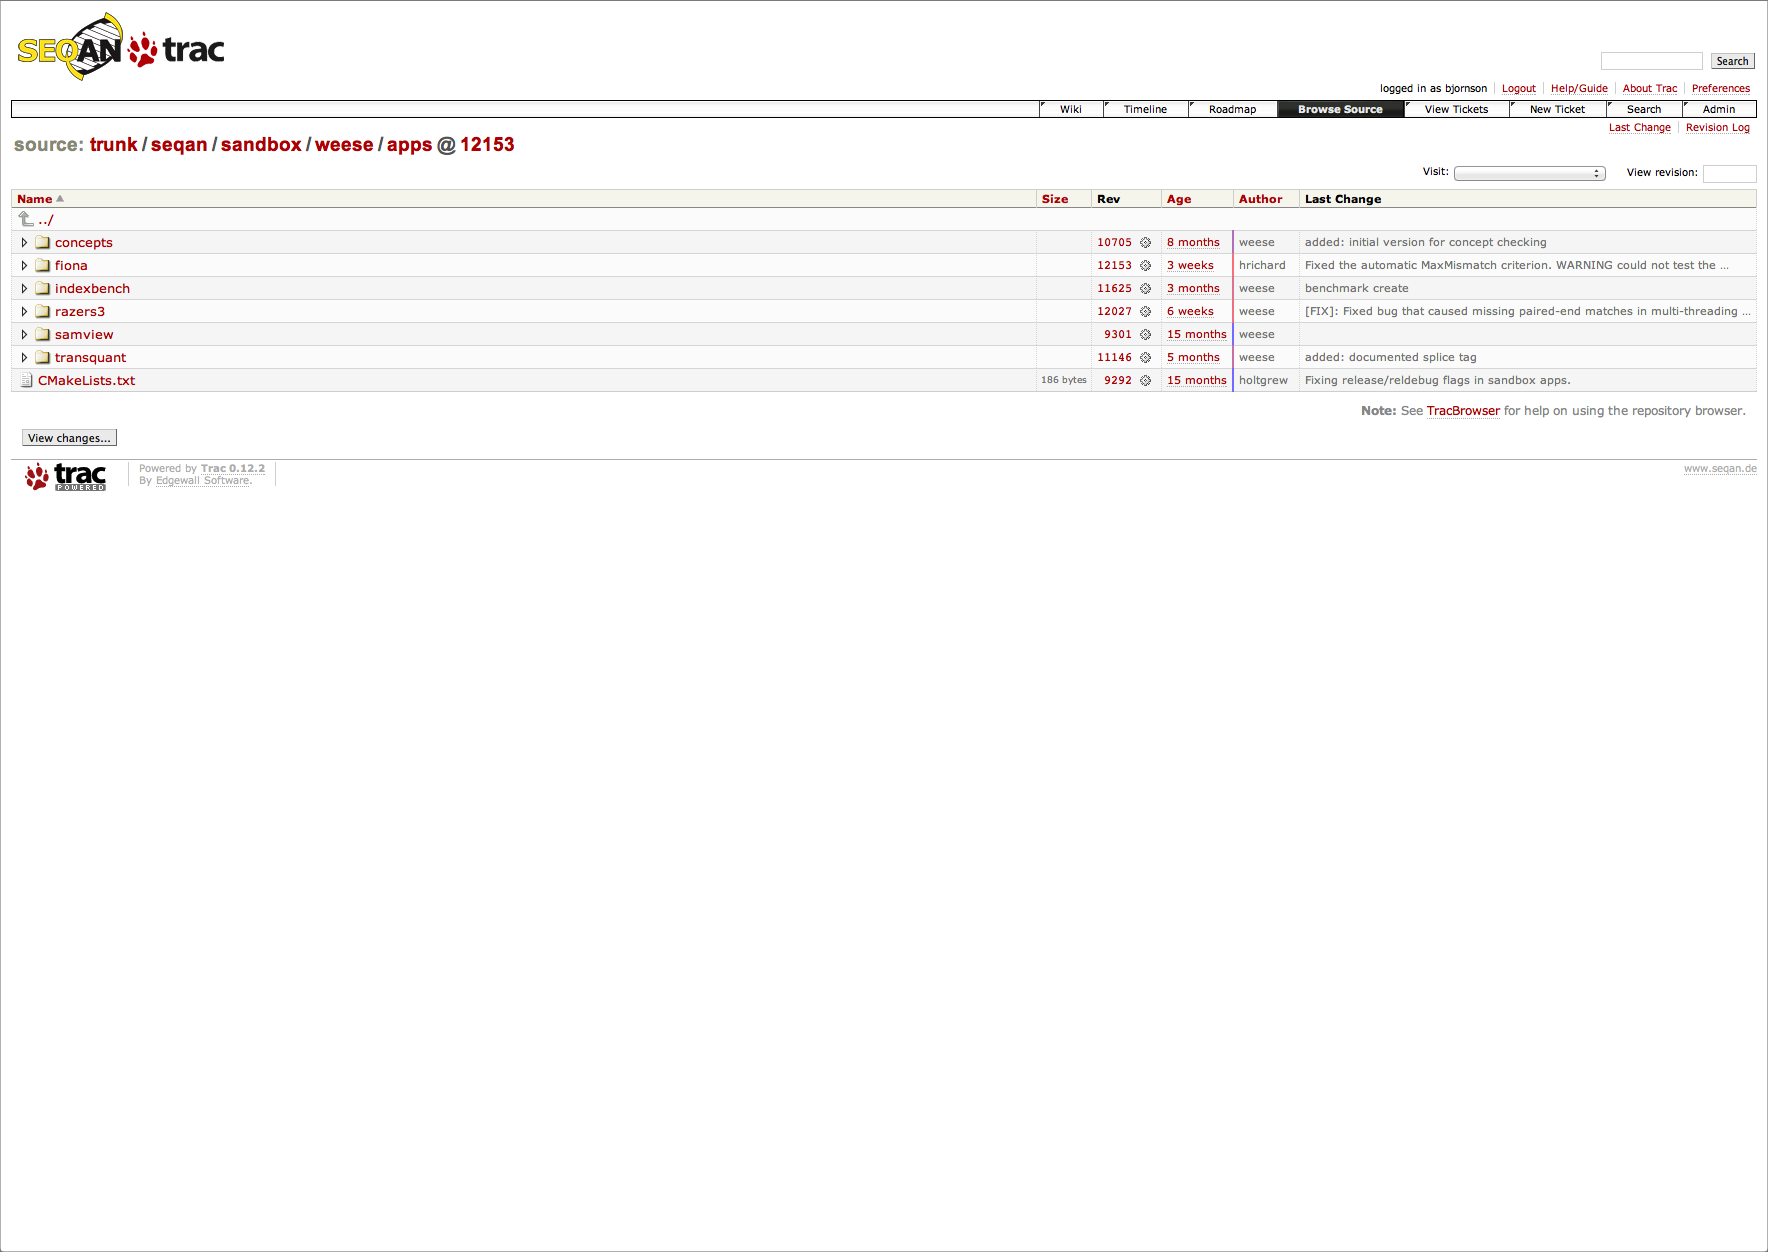 SEQAN trac
Search
logged in as bjornson Logout Help/Guide About Trac Preferences
Wiki Timeline Roadmap Browse Source View Tickets New Ticket Search Admin
Last Change Revision Log
source: trunk / seqan / sandbox / weese / apps @ 12153
Visit: View revision:
Name Size Rev Age Author Last Change
../
concepts 10705 8 months weese added: initial version for concept checking
fiona 12153 3 weeks hrichard Fixed the automatic MaxMismatch criterion. WARNING could not test the …
indexbench 11625 3 months weese benchmark create
razers3 12027 6 weeks weese [FIX]: Fixed bug that caused missing paired-end matches in multi-threading …
samview 9301 15 months weese
transquant 11146 5 months weese added: documented splice tag
CMakeLists.txt 186 bytes 9292 15 months holtgrew Fixing release/reldebug flags in sandbox apps.
Note: See TracBrowser for help on using the repository browser.
View changes...
trac POWERED
Powered by Trac 0.12.2
By Edgewall Software.
www.seqan.de